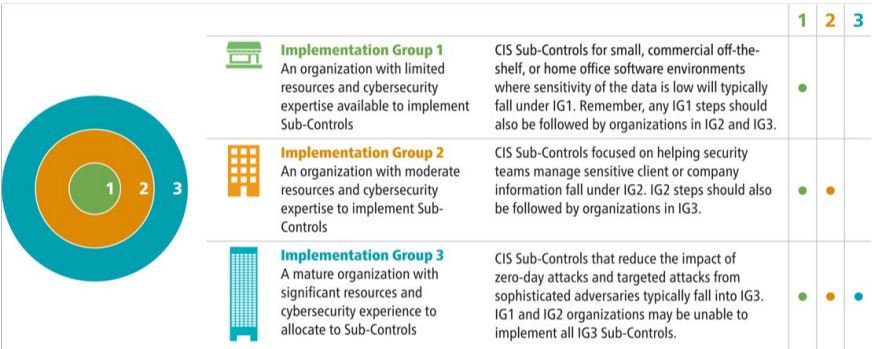 1 2 3
Implementation Group 1
An organization with limited
resources and cybersecurity
expertise available to implement
Sub-Controls
CIS Sub-Controls for small, commercial off-the-
shelf, or home office software environments
where sensitivity of the data is low will typically
fall under IG1. Remember, any IG1 steps should
also be followed by organizations in IG2 and IG3.
1 2 3
Implementation Group 2
An organization with moderate
resources and cybersecurity
expertise to implement Sub-
Controls
CIS Sub-Controls focused on helping security
teams manage sensitive client or company
information fall under IG2. IG2 steps should also
be followed by organizations in IG3.
Implementation Group 3
A mature organization with
significant resources and
cybersecurity experience to
allocate to Sub-Controls
CIS Sub-Controls that reduce the impact of
zero-day attacks and targeted attacks from
sophisticated adversaries typically fall into IG3.
IG1 and IG2 organizations may be unable to
implement all IG3 Sub-Controls.